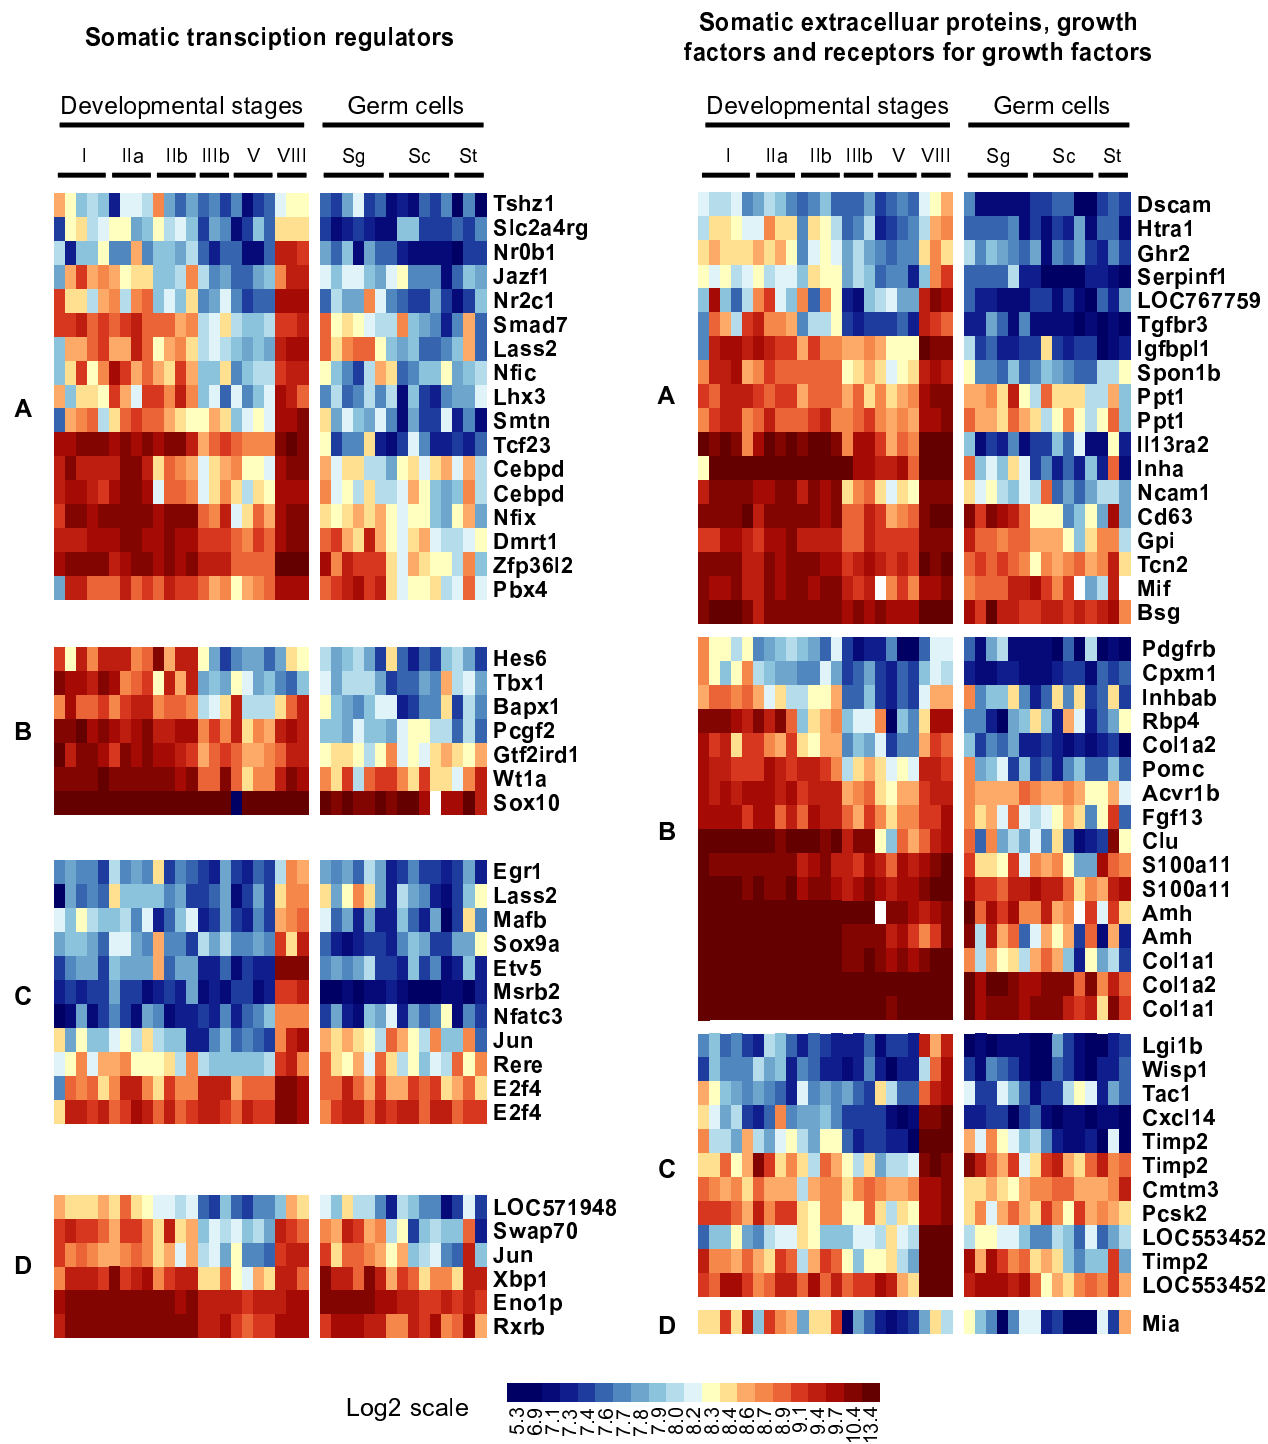 Somatic transciption regulators
Developmental stages
Germ cells
I IIa IIb IIIb V VIII
Sg Sc St
A
Tshz1
Slc2a4rg
Nr0b1
Jazf1
Nr2c1
Smad7
Lass2
Nfic
Lhx3
Smtn
Tcf23
Cebpd
Cebpd
Nfix
Dmrt1
Zfp36l2
Pbx4
B
Hes6
Tbx1
Bapx1
Pcgf2
Gtf2ird1
Wt1a
Sox10
C
Egr1
Lass2
Mafb
Sox9a
Etv5
Msrb2
Nfatc3
Jun
Rere
E2f4
E2f4
D
LOC571948
Swap70
Jun
Xbp1
Eno1p
Rxrb
Somatic extracelluar proteins, growth
factors and receptors for growth factors
Developmental stages
Germ cells
I IIa IIb IIIb V VIII
Sg Sc St
A
Dscam
Htra1
Ghr2
Serpinf1
LOC767759
Tgfbr3
Igfbpl1
Spon1b
Ppt1
Ppt1
Il13ra2
Inha
Ncam1
Cd63
Gpi
Tcn2
Mif
Bsg
B
Pdgfrb
Cpxm1
Inhbab
Rbp4
Col1a2
Pomc
Acvr1b
Fgf13
Clu
S100a11
S100a11
Amh
Amh
Col1a1
Col1a2
Col1a1
C
Lgi1b
Wisp1
Tac1
Cxcl14
Timp2
Timp2
Cmtm3
Pcsk2
LOC553452
Timp2
LOC553452
D
Mia
Log2 scale
5.3 6.9 7.1 7.3 7.4 7.6 7.7 7.8 7.9 8.0 8.2 8.3 8.4 8.6 8.7 8.9 9.1 9.4 9.7 10.4 13.4